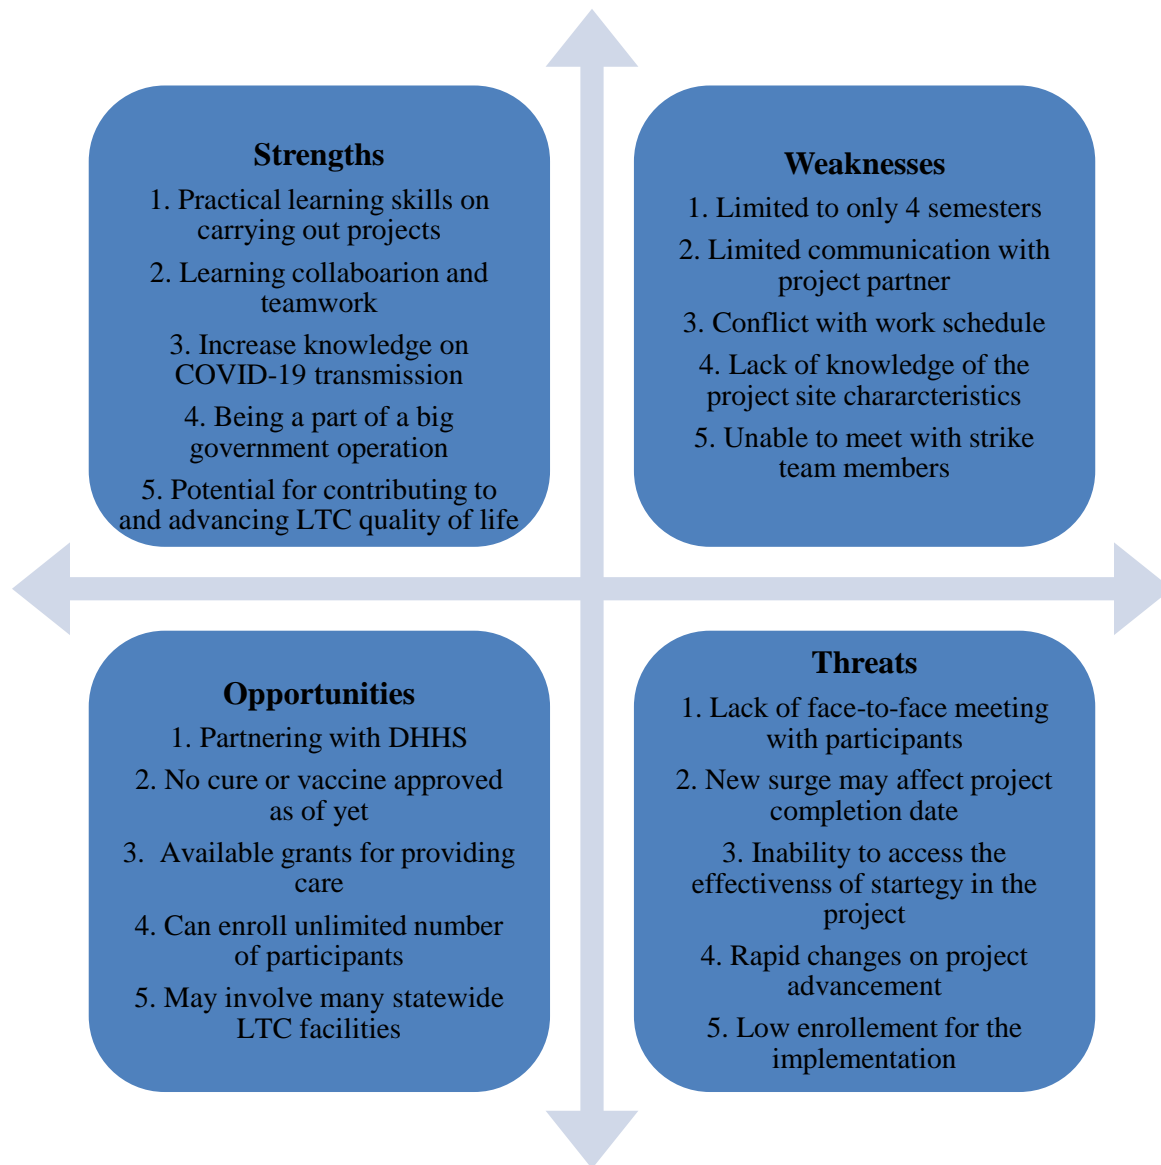 Strengths
1. Practical learning skills on
carrying out projects
2. Learning collaboarion and
teamwork
3. Increase knowledge on
COVID-19 transmission
4. Being a part of a big
government operation
5. Potential for contributing to
and advancing LTC quality of life
Weaknesses
1. Limited to only 4 semesters
2. Limited communication with
project partner
3. Conflict with work schedule
4. Lack of knowledge of the
project site chararcteristics
5. Unable to meet with strike
team members
Opportunities
1. Partnering with DHHS
2. No cure or vaccine approved
as of yet
3. Available grants for providing
care
4. Can enroll unlimited number
of participants
5. May involve many statewide
LTC facilities
Threats
1. Lack of face-to-face meeting
with participants
2. New surge may affect project
completion date
3. Inability to access the
effectivenss of startegy in the
project
4. Rapid changes on project
advancement
5. Low enrollement for the
implementation